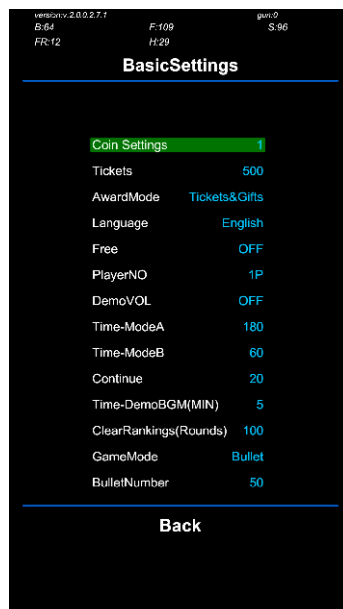 version:v.2.0.0.2.7.1 gun:0
B:64 F:109 S:96
FR:12 H:29
BasicSettings
Coin Settings 1
Tickets 500
AwardMode Tickets&Gifts
Language English
Free OFF
PlayerNO 1P
DemoVOL OFF
Time-ModeA 180
Time-ModeB 60
Continue 20
Time-DemoBGM(MIN) 5
ClearRankings(Rounds) 100
GameMode Bullet
BulletNumber 50
Back